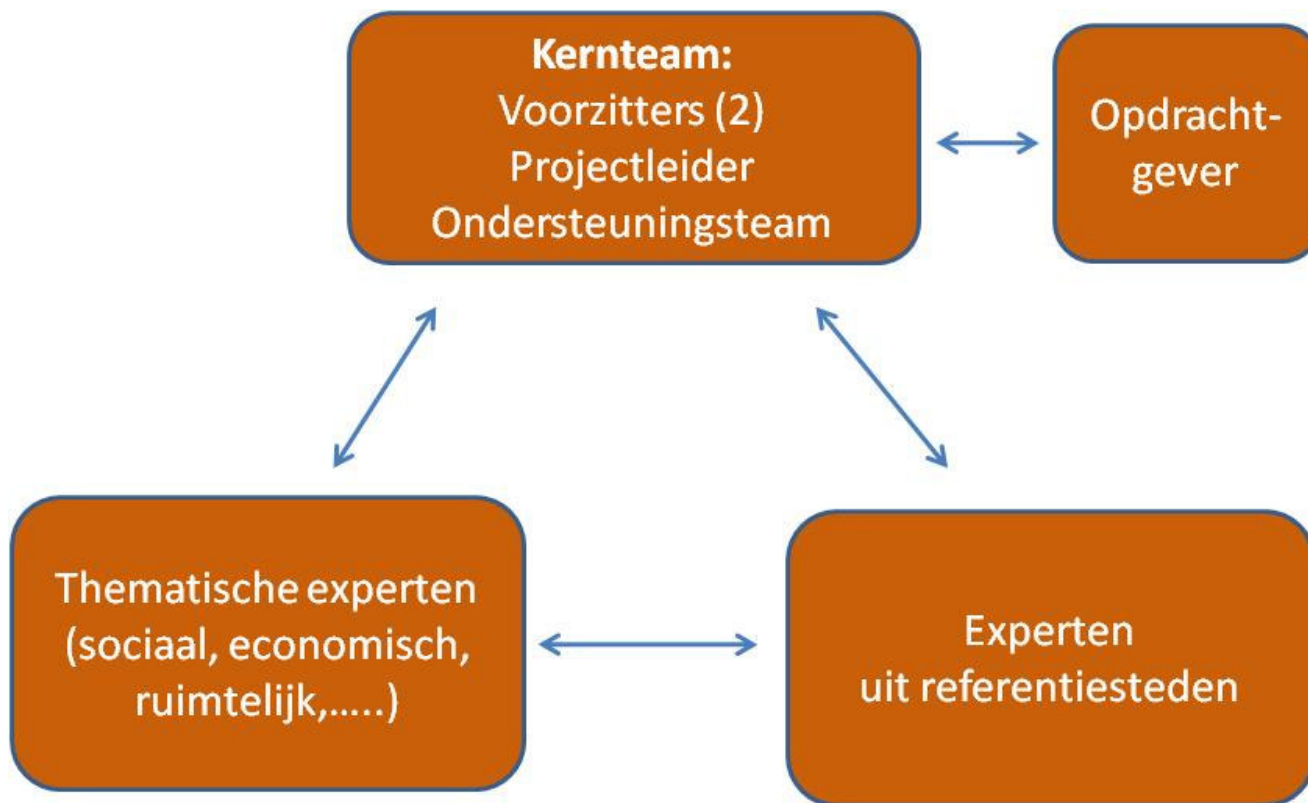 Kernteam:
Voorzitters (2)
Projectleider
Ondersteuningsteam
Opdracht-
gever
Thematische experten
(sociaal, economisch,
ruimtelijk,…..)
Experten
uit referentiesteden